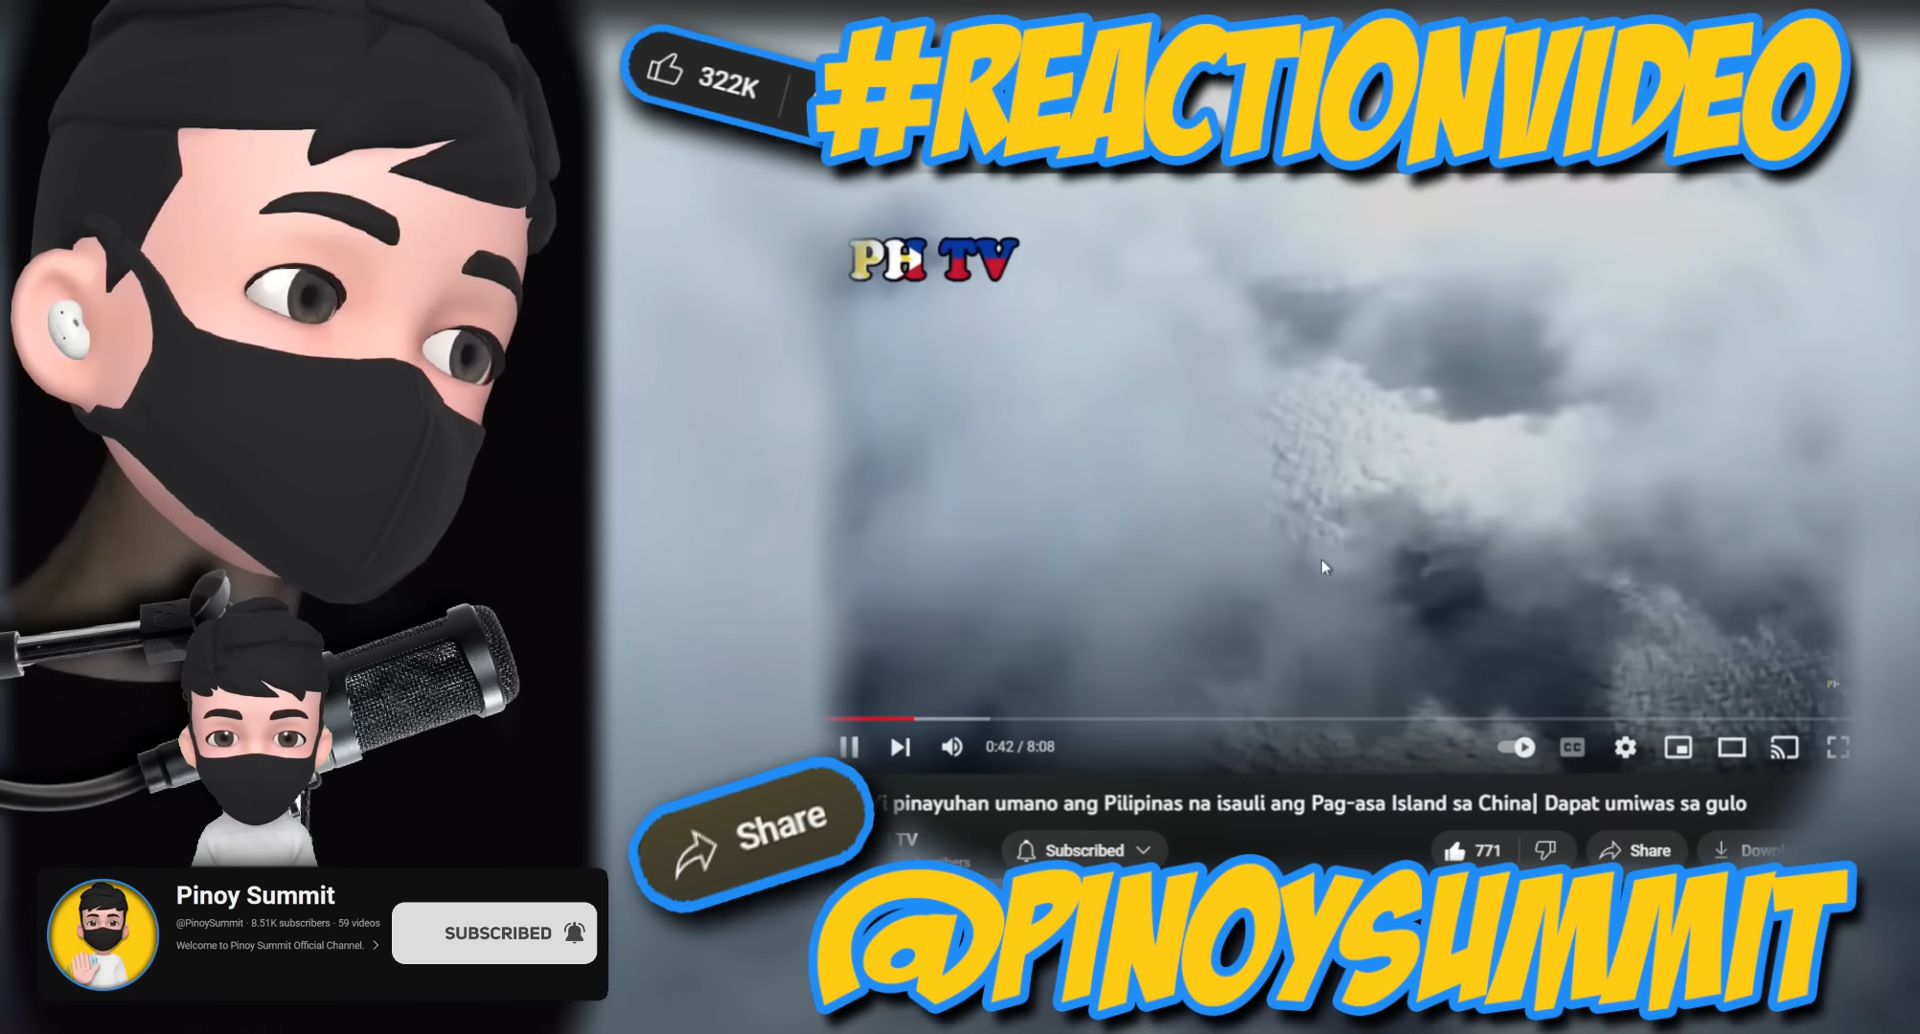 322K
#REACTIONVIDEO
PH TV
0:42 / 8:08
CC
pinayuhan umano ang Pilipinas na isauli ang Pag-asa Island sa China| Dapat umiwas sa gulo
TV
Subscribed
771
Share
Share
Pinoy Summit
@PinoySummit · 8.51K subscribers · 59 videos
Welcome to Pinoy Summit Official Channel.
SUBSCRIBED
@PINOYSUMMIT